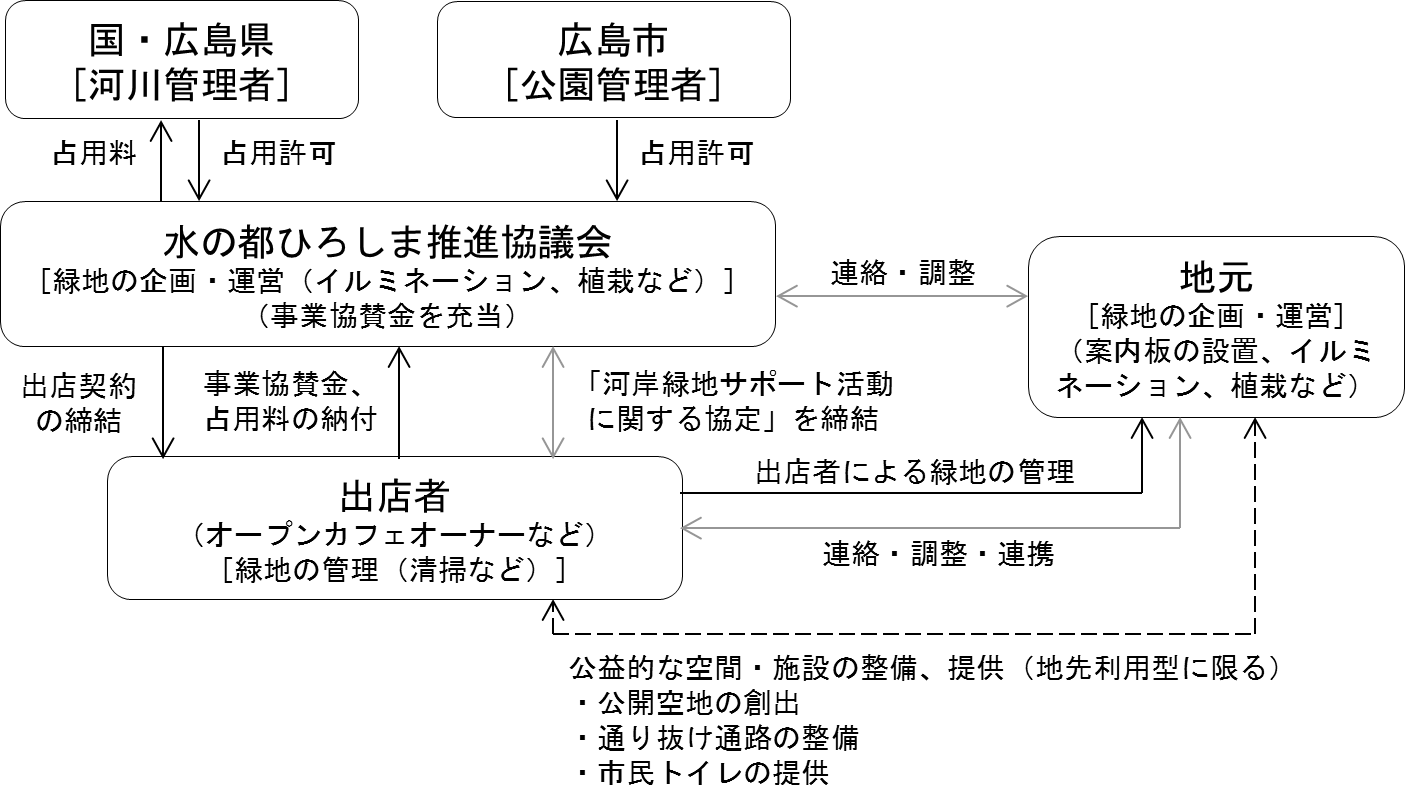 国・広島県
［河川管理者］
広島市
［公園管理者］
占用料
占用許可
占用許可
水の都ひろしま推進協議会
［緑地の企画・運営（イルミネーション、植栽など）］
（事業協賛金を充当）
連絡・調整
地元
［緑地の企画・運営］
（案内板の設置、イルミ
ネーション、植栽など）
出店契約
の締結
事業協賛金、
占用料の納付
「河岸緑地サポート活動
に関する協定」を締結
出店者
（オープンカフェオーナーなど）
［緑地の管理（清掃など）］
出店者による緑地の管理
連絡・調整・連携
公益的な空間・施設の整備、提供（地先利用型に限る）
・公開空地の創出
・通り抜け通路の整備
・市民トイレの提供